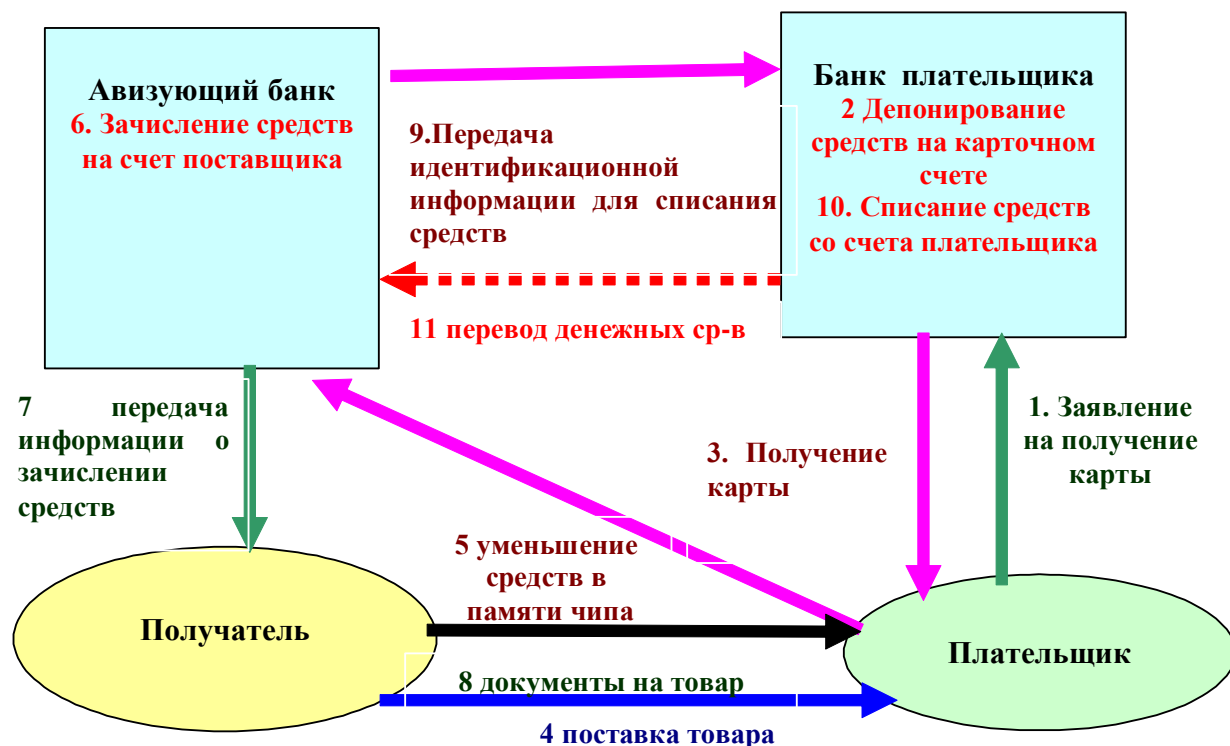 Авизующий банк
6. Зачисление средств
на счет поставщика
9.Передача
идентификационной
информации для списания
средств
Банк плательщика
2 Депонирование
средств на карточном
счете
10. Списание средств
со счета плательщика
11 перевод денежных ср-в
7 передача
информации о
зачислении
средств
3. Получение
карты
1. Заявление
на получение
карты
5 уменьшение
средств в
памяти чипа
Получатель
Плательщик
8 документы на товар
4 поставка товара